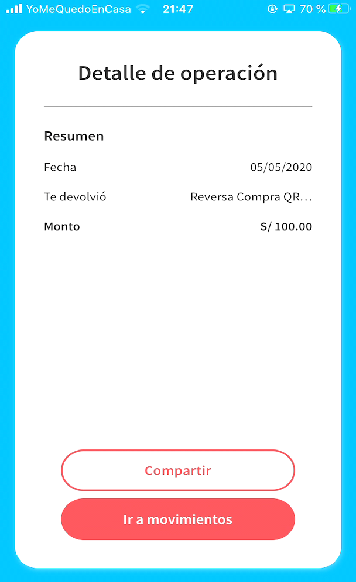 YoMeQuedoEnCasa 21:47 70 %
Detalle de operación
Resumen
Fecha 05/05/2020
Te devolvió Reversa Compra QR...
Monto S/ 100.00
Compartir
Ir a movimientos